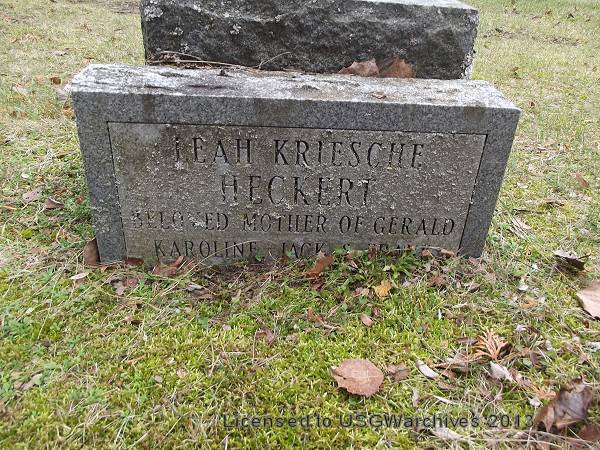 LEAH KRIESCHE
HECKERT
BELOVED MOTHER OF GERALD
KAROLINE JACK &
Licensed to USGWarchives 2013